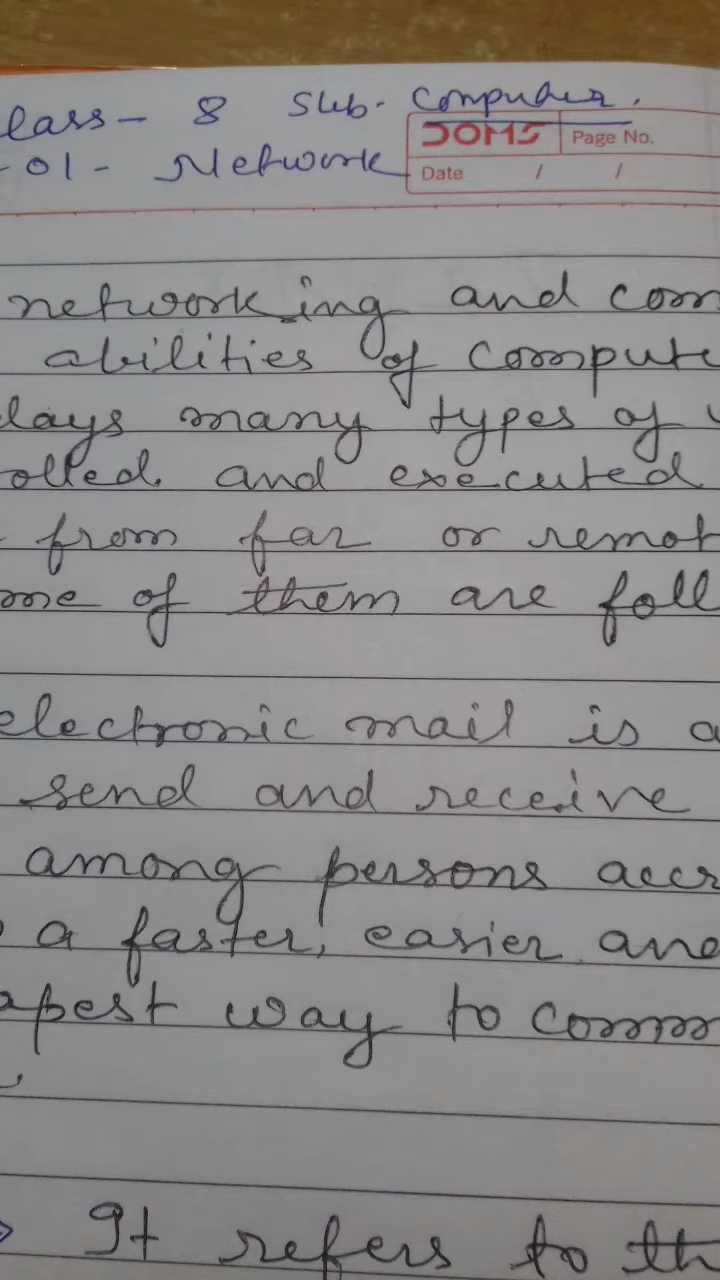 lass - 8 Sub. Computer.
DOMS Page No.
-01- Network
Date / /
networking and com
abilities of compute
lays many types of
olled. and executed
from far or remot
ome of them are foll
electronic mail is a
send and receive
among persons accr
a faster, easier and
apest way to comm
It refers to th